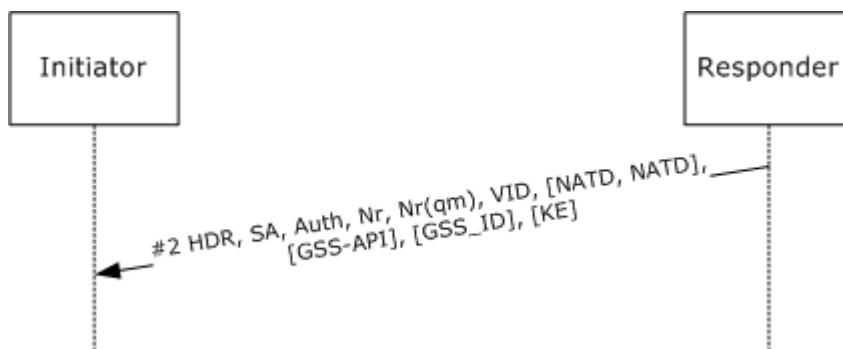 Initiator
Responder
#2 HDR, SA, Auth, Nr, Nr(qm), VID, [NATD, NATD],
[GSS-API], [GSS_ID], [KE]